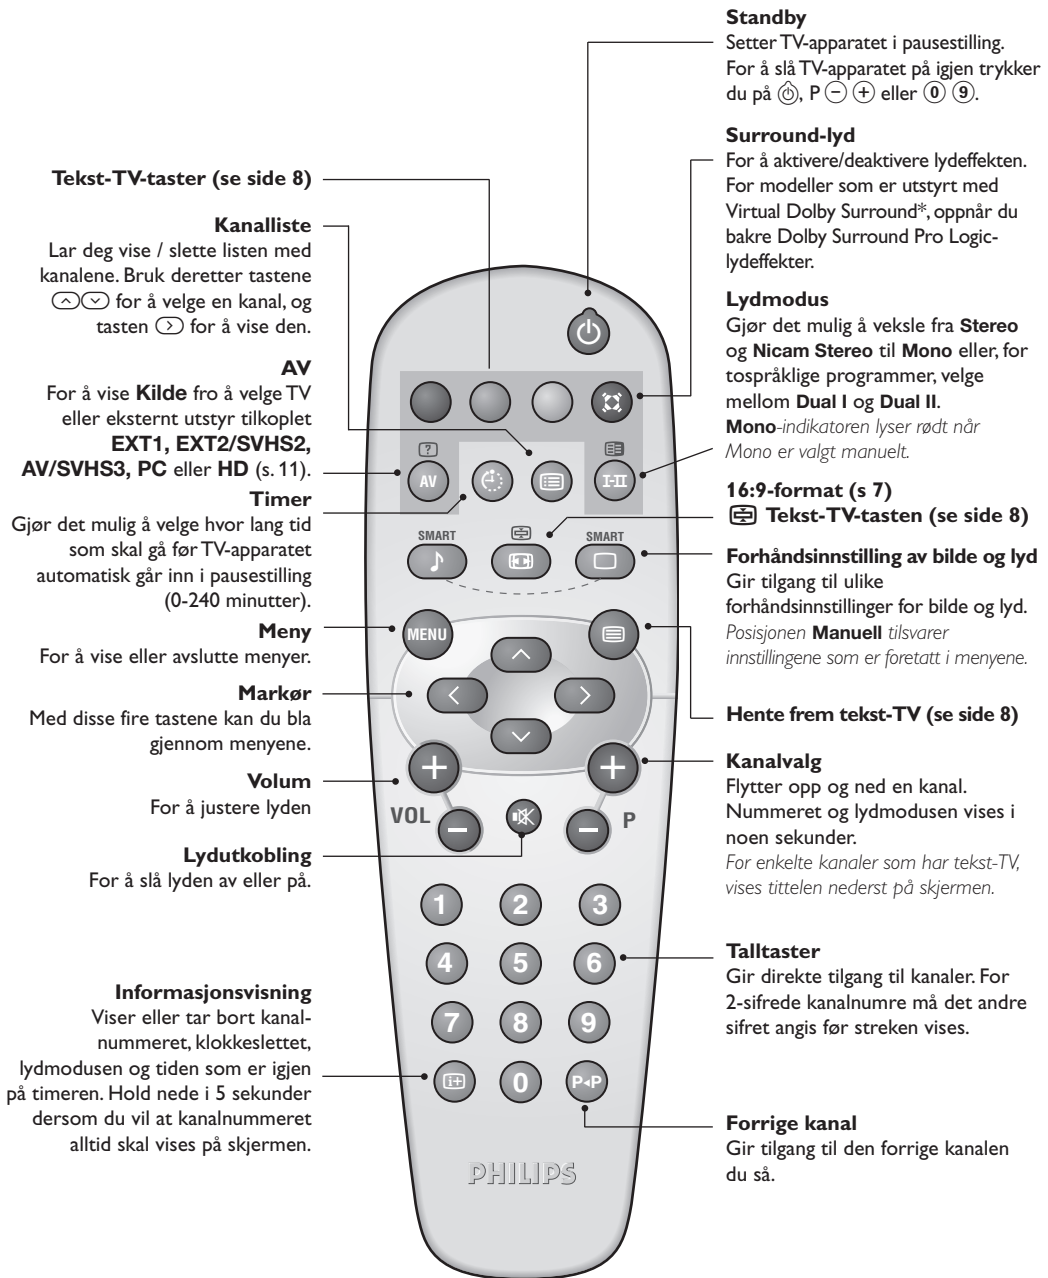 Standby
Setter TV-apparatet i pausestilling.
For å slå TV-apparatet på igjen trykker
du på , P - + eller 0 9.
Surround-lyd
For å aktivere/deaktivere lydeffekten.
For modeller som er utstyrt med
Virtual Dolby Surround*, oppnår du
bakre Dolby Surround Pro Logic-
lydeffekter.
Lydmodus
Gjør det mulig å veksle fra Stereo
og Nicam Stereo til Mono eller, for
tospråklige programmer, velge
mellom Dual I og Dual II.
Mono-indikatoren lyser rødt når
Mono er valgt manuelt.
16:9-format (s 7)
Tekst-TV-tasten (se side 8)
Forhåndsinnstilling av bilde og lyd
Gir tilgang til ulike
forhåndsinnstillinger for bilde og lyd.
Posisjonen Manuell tilsvarer
innstillingene som er foretatt i menyene.
Hente frem tekst-TV (se side 8)
Kanalvalg
Flytter opp og ned en kanal.
Nummeret og lydmodusen vises i
noen sekunder.
For enkelte kanaler som har tekst-TV,
vises tittelen nederst på skjermen.
Talltaster
Gir direkte tilgang til kanaler. For
2-sifrede kanalnumre må det andre
sifret angis før streken vises.
Forrige kanal
Gir tilgang til den forrige kanalen
du så.
Tekst-TV-taster (se side 8)
Kanalliste
Lar deg vise / slette listen med
kanalene. Bruk deretter tastene
for å velge en kanal, og
tasten for å vise den.
AV
For å vise Kilde fro å velge TV
eller eksternt utstyr tilkoplet
EXT1, EXT2/SVHS2,
AV/SVHS3, PC eller HD (s. 11).
Timer
Gjør det mulig å velge hvor lang tid
som skal gå før TV-apparatet
automatisk går inn i pausestilling
(0-240 minutter).
Meny
For å vise eller avslutte menyer.
Markør
Med disse fire tastene kan du bla
gjennom menyene.
Volum
For å justere lyden
Lydutkobling
For å slå lyden av eller på.
Informasjonsvisning
Viser eller tar bort kanal-
nummeret, klokkeslettet,
lydmodusen og tiden som er igjen
på timeren. Hold nede i 5 sekunder
dersom du vil at kanalnummeret
alltid skal vises på skjermen.
?
AV I-II
SMART SMART
MENU
+ +
VOL - - P
1 2 3
4 5 6
7 8 9
i+ 0 P◂P
PHILIPS